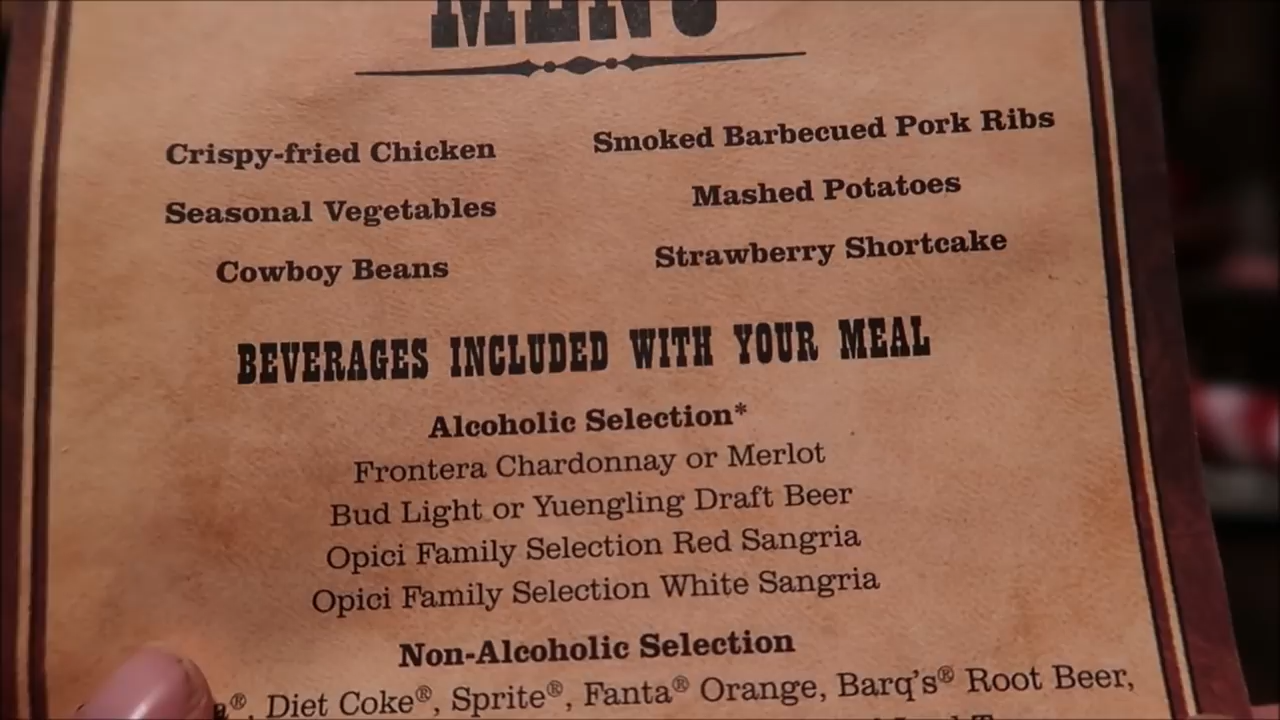 MENU
Crispy-fried Chicken
Seasonal Vegetables
Cowboy Beans
Smoked Barbecued Pork Ribs
Mashed Potatoes
Strawberry Shortcake
BEVERAGES INCLUDED WITH YOUR MEAL
Alcoholic Selection*
Frontera Chardonnay or Merlot
Bud Light or Yuengling Draft Beer
Opici Family Selection Red Sangria
Opici Family Selection White Sangria
Non-Alcoholic Selection
Diet Coke®, Sprite®, Fanta® Orange, Barq's® Root Beer,